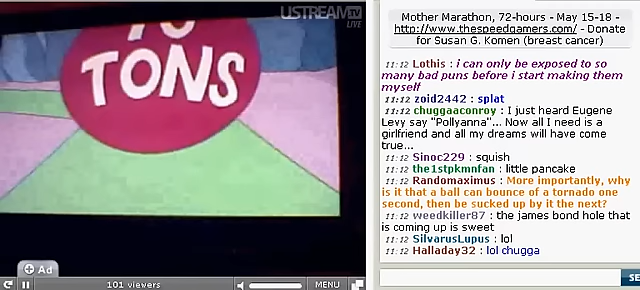 10
TONS
USTREAM TV
LIVE
Ad
101 viewers
MENU
Mother Marathon, 72-hours - May 15-18 -
http://www.thespeedgamers.com/ - Donate
for Susan G. Komen (breast cancer)
11:12 Lothis : i can only be exposed to so
many bad puns before i start making them
myself
11:12 zoid2442 : splat
11:12 chuggaaconroy : I just heard Eugene
Levy say "Pollyanna"... Now all I need is a
girlfriend and all my dreams will have come
true...
11:12 Sinoc229 : squish
11:12 the1stpkmnfan : little pancake
11:12 Randomaximus : More importantly, why
is it that a ball can bounce of a tornado one
second, then be sucked up by it the next?
11:12 weedkiller87 : the james bond hole that
is coming up is sweet
11:12 SilvarusLupus : lol
11:12 Halladay32 : lol chugga
SE